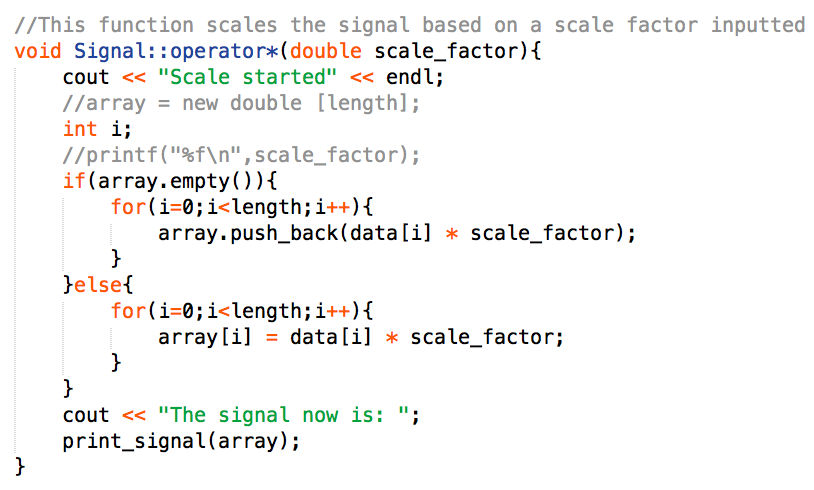 //This function scales the signal based on a scale factor inputted
void Signal::operator*(double scale_factor){
    cout << "Scale started" << endl;
    //array = new double [length];
    int i;
    //printf("%f\n",scale_factor);
    if(array.empty()){
        for(i=0;i<length;i++){
            array.push_back(data[i] * scale_factor);
        }
    }else{
        for(i=0;i<length;i++){
            array[i] = data[i] * scale_factor;
        }
    }
    cout << "The signal now is: ";
    print_signal(array);
}